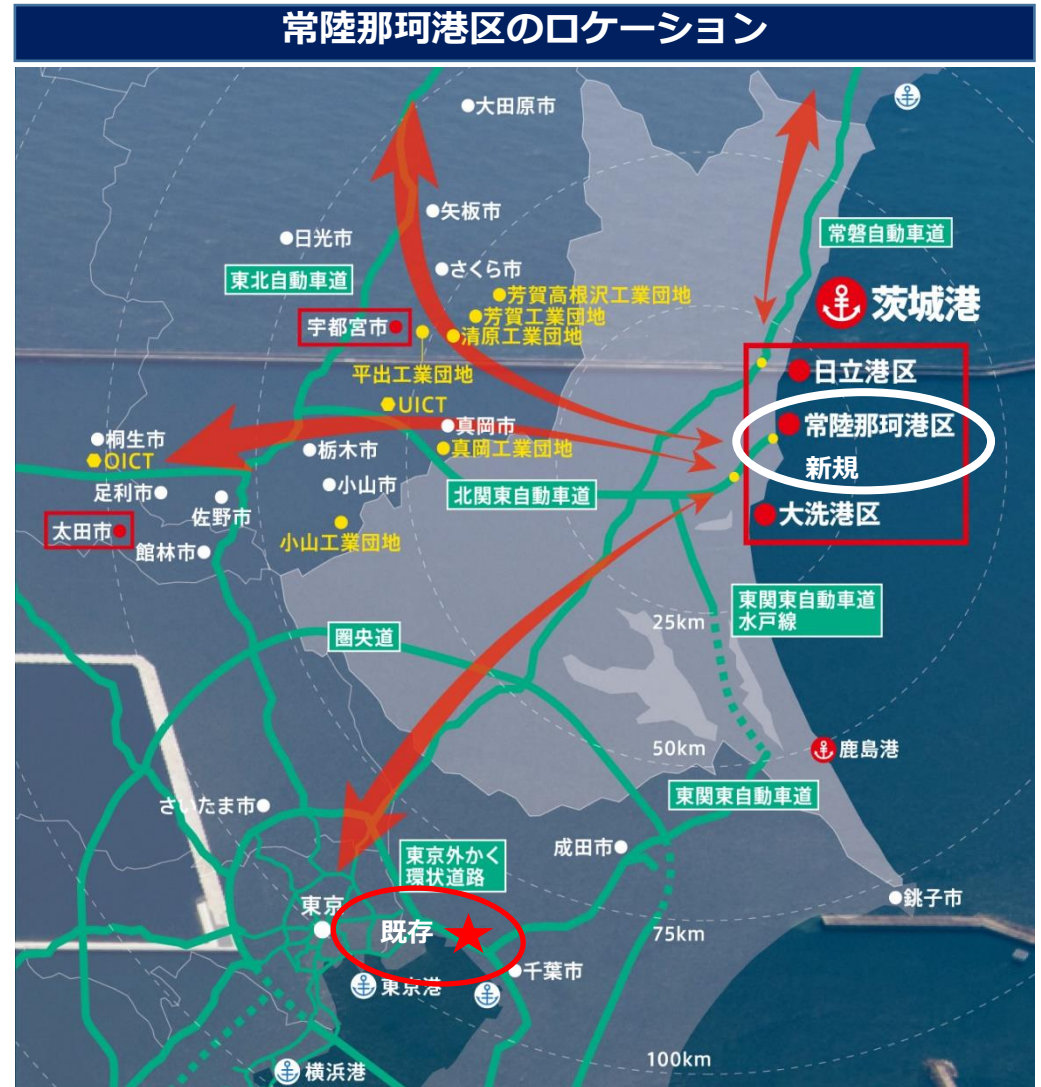 常陸那珂港区のロケーション
大田原市
矢板市
日光市
常磐自動車道
さくら市
東北自動車道
芳賀高根沢工業団地
茨城港
芳賀工業団地
宇都宮市
清原工業団地
平出工業団地
日立港区
UICT
真岡市
常陸那珂港区
桐生市
栃木市
真岡工業団地
OICT
新規
小山市
足利市
北関東自動車道
佐野市
大洗港区
太田市
小山工業団地
館林市
東関東自動車道
水戸線
25km
圏央道
50km
鹿島港
東関東自動車道
さいたま市
成田市
東京外かく
環状道路
銚子市
東京
既存
75km
千葉市
東京港
100km
横浜港